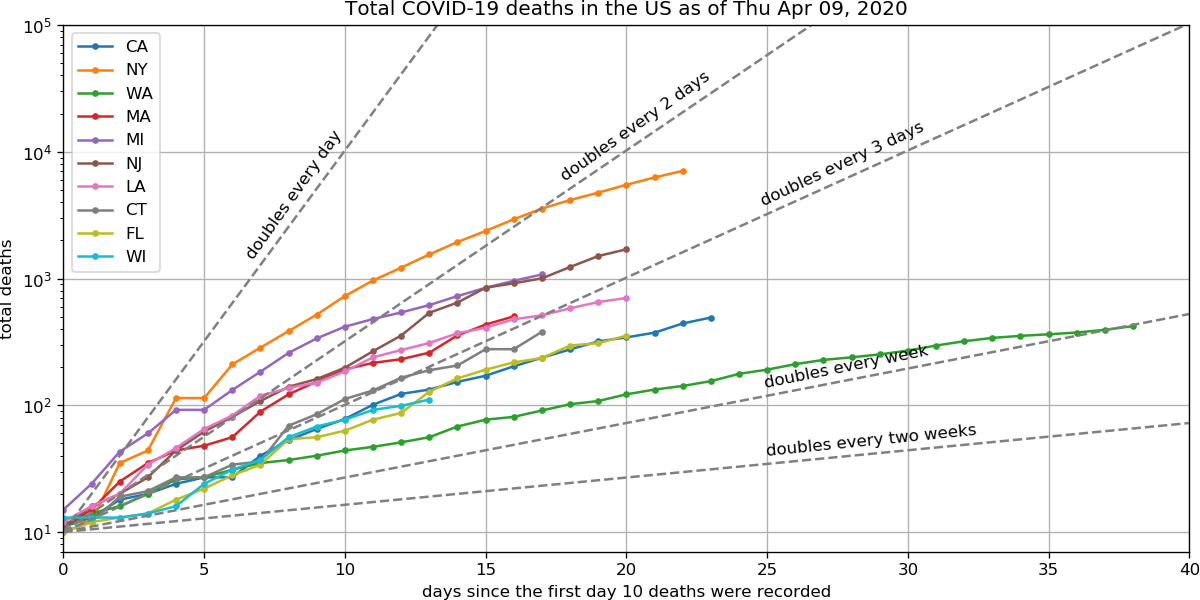 Total COVID-19 deaths in the US as of Thu Apr 09, 2020
10^5
10^4
10^3
10^2
10^1
total deaths
CA
NY
WA
MA
MI
NJ
LA
CT
FL
WI
doubles every day
doubles every 2 days
doubles every 3 days
doubles every week
doubles every two weeks
0 5 10 15 20 25 30 35 40
days since the first day 10 deaths were recorded